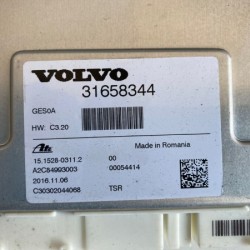 VOLVO
31658344
GES0A
HW: C3.20
Made in Romania
Ate
15.1528-0311.2 00
A2C84993003 00054414
2016.11.06
C30302044068 TSR